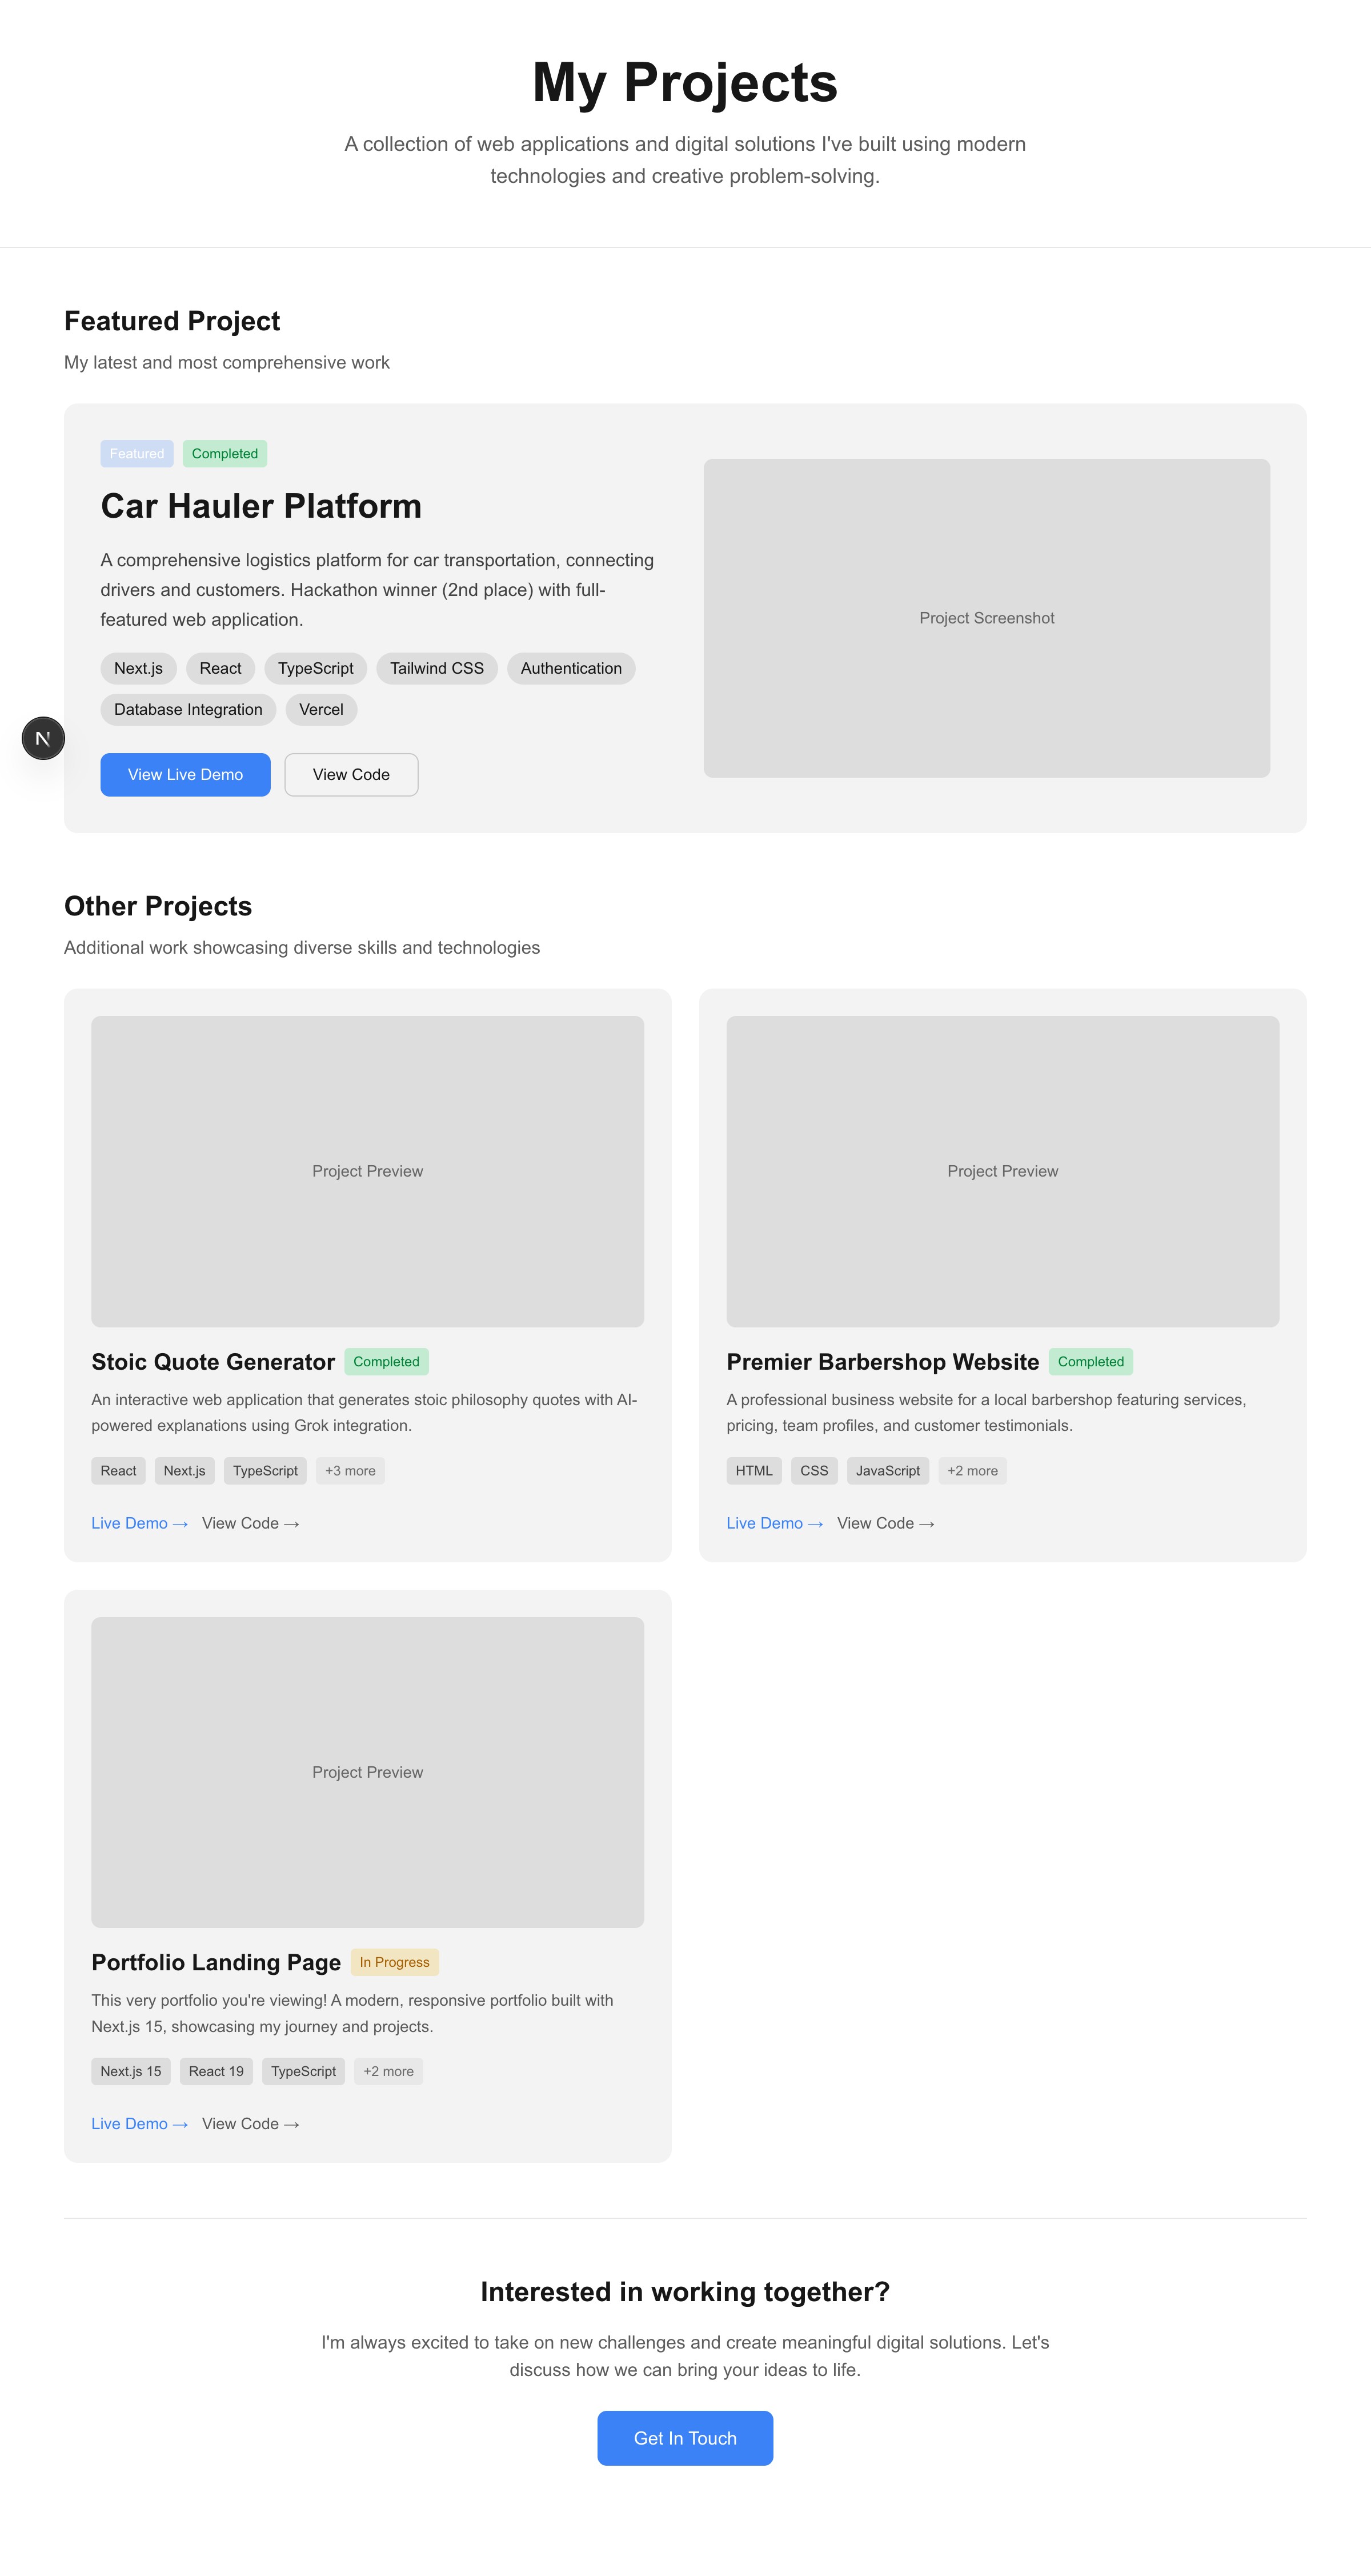 My Projects
A collection of web applications and digital solutions I've built using modern
technologies and creative problem-solving.
Featured Project
My latest and most comprehensive work
Featured Completed
Car Hauler Platform
A comprehensive logistics platform for car transportation, connecting
drivers and customers. Hackathon winner (2nd place) with full-
featured web application.
Next.js React TypeScript Tailwind CSS Authentication
Database Integration Vercel
View Live Demo View Code
Project Screenshot
N
Other Projects
Additional work showcasing diverse skills and technologies
Project Preview
Stoic Quote Generator Completed
An interactive web application that generates stoic philosophy quotes with AI-
powered explanations using Grok integration.
React Next.js TypeScript +3 more
Live Demo → View Code →
Project Preview
Premier Barbershop Website Completed
A professional business website for a local barbershop featuring services,
pricing, team profiles, and customer testimonials.
HTML CSS JavaScript +2 more
Live Demo → View Code →
Project Preview
Portfolio Landing Page In Progress
This very portfolio you're viewing! A modern, responsive portfolio built with
Next.js 15, showcasing my journey and projects.
Next.js 15 React 19 TypeScript +2 more
Live Demo → View Code →
Interested in working together?
I'm always excited to take on new challenges and create meaningful digital solutions. Let's
discuss how we can bring your ideas to life.
Get In Touch